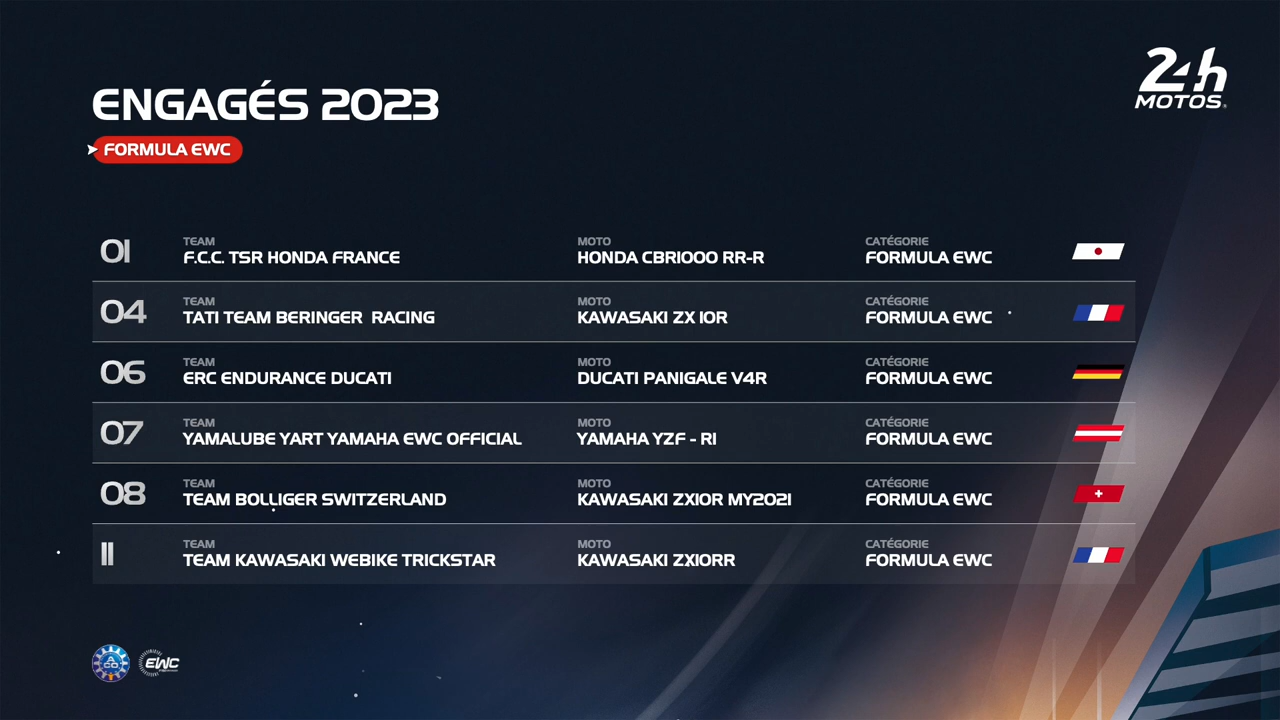 24h
MOTOS
ENGAGÉS 2023
FORMULA EWC
01 TEAM MOTO CATÉGORIE
F.C.C. TSR HONDA FRANCE HONDA CBR1000 RR-R FORMULA EWC
04 TEAM MOTO CATÉGORIE
TATI TEAM BERINGER RACING KAWASAKI ZX 10R FORMULA EWC
06 TEAM MOTO CATÉGORIE
ERC ENDURANCE DUCATI DUCATI PANIGALE V4R FORMULA EWC
07 TEAM MOTO CATÉGORIE
YAMALUBE YART YAMAHA EWC OFFICIAL YAMAHA YZF - R1 FORMULA EWC
08 TEAM MOTO CATÉGORIE
TEAM BOLLIGER SWITZERLAND KAWASAKI ZX10R MY2021 FORMULA EWC
11 TEAM MOTO CATÉGORIE
TEAM KAWASAKI WEBIKE TRICKSTAR KAWASAKI ZX10RR FORMULA EWC
ACO EWC